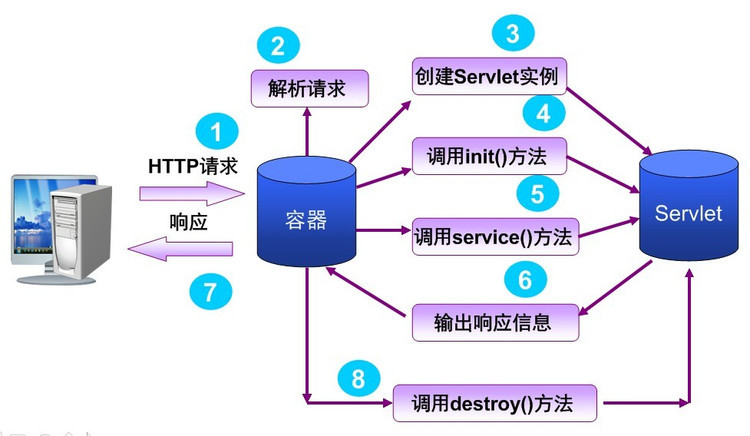 1
HTTP请求
2
解析请求
3
创建Servlet实例
4
调用init()方法
5
调用service()方法
6
输出响应信息
响应
7
8
调用destroy()方法
容器
Servlet